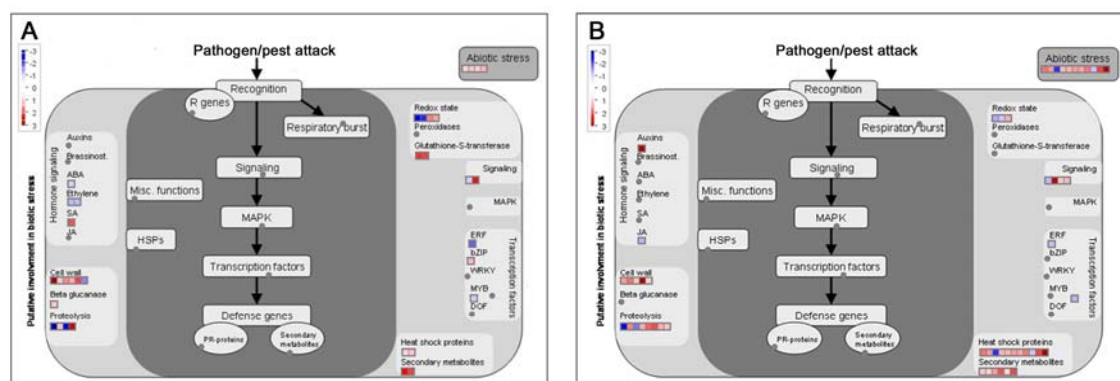 A
-3
-2
-1
0
1
2
3
Pathogen/pest attack
Abiotic stress
Recognition
R genes
Respiratory burst
Redox state
Peroxidases
Glutathione-S-transferase
Putative involvment in biotic stress
Hormone signaling
Auxins
Brassinost.
ABA
Ethylene
SA
JA
Signaling
Signaling
Misc. functions
MAPK
MAPK
HSPs
Transcription factors
ERF
bZIP
WRKY
MYB
DOF
Transcription factors
Cell wall
Beta glucanase
Proteolysis
Defense genes
PR-proteins
Secondary
metabolites
Heat shock proteins
Secondary metabolites
B
-3
-2
-1
0
1
2
3
Pathogen/pest attack
Abiotic stress
Recognition
R genes
Respiratory burst
Redox state
Peroxidases
Glutathione-S-transferase
Putative involvment in biotic stress
Hormone signaling
Auxins
Brassinost.
ABA
Ethylene
SA
JA
Signaling
Signaling
Misc. functions
MAPK
MAPK
HSPs
Transcription factors
ERF
bZIP
WRKY
MYB
DOF
Transcription factors
Cell wall
Beta glucanase
Proteolysis
Defense genes
PR-proteins
Secondary
metabolites
Heat shock proteins
Secondary metabolites